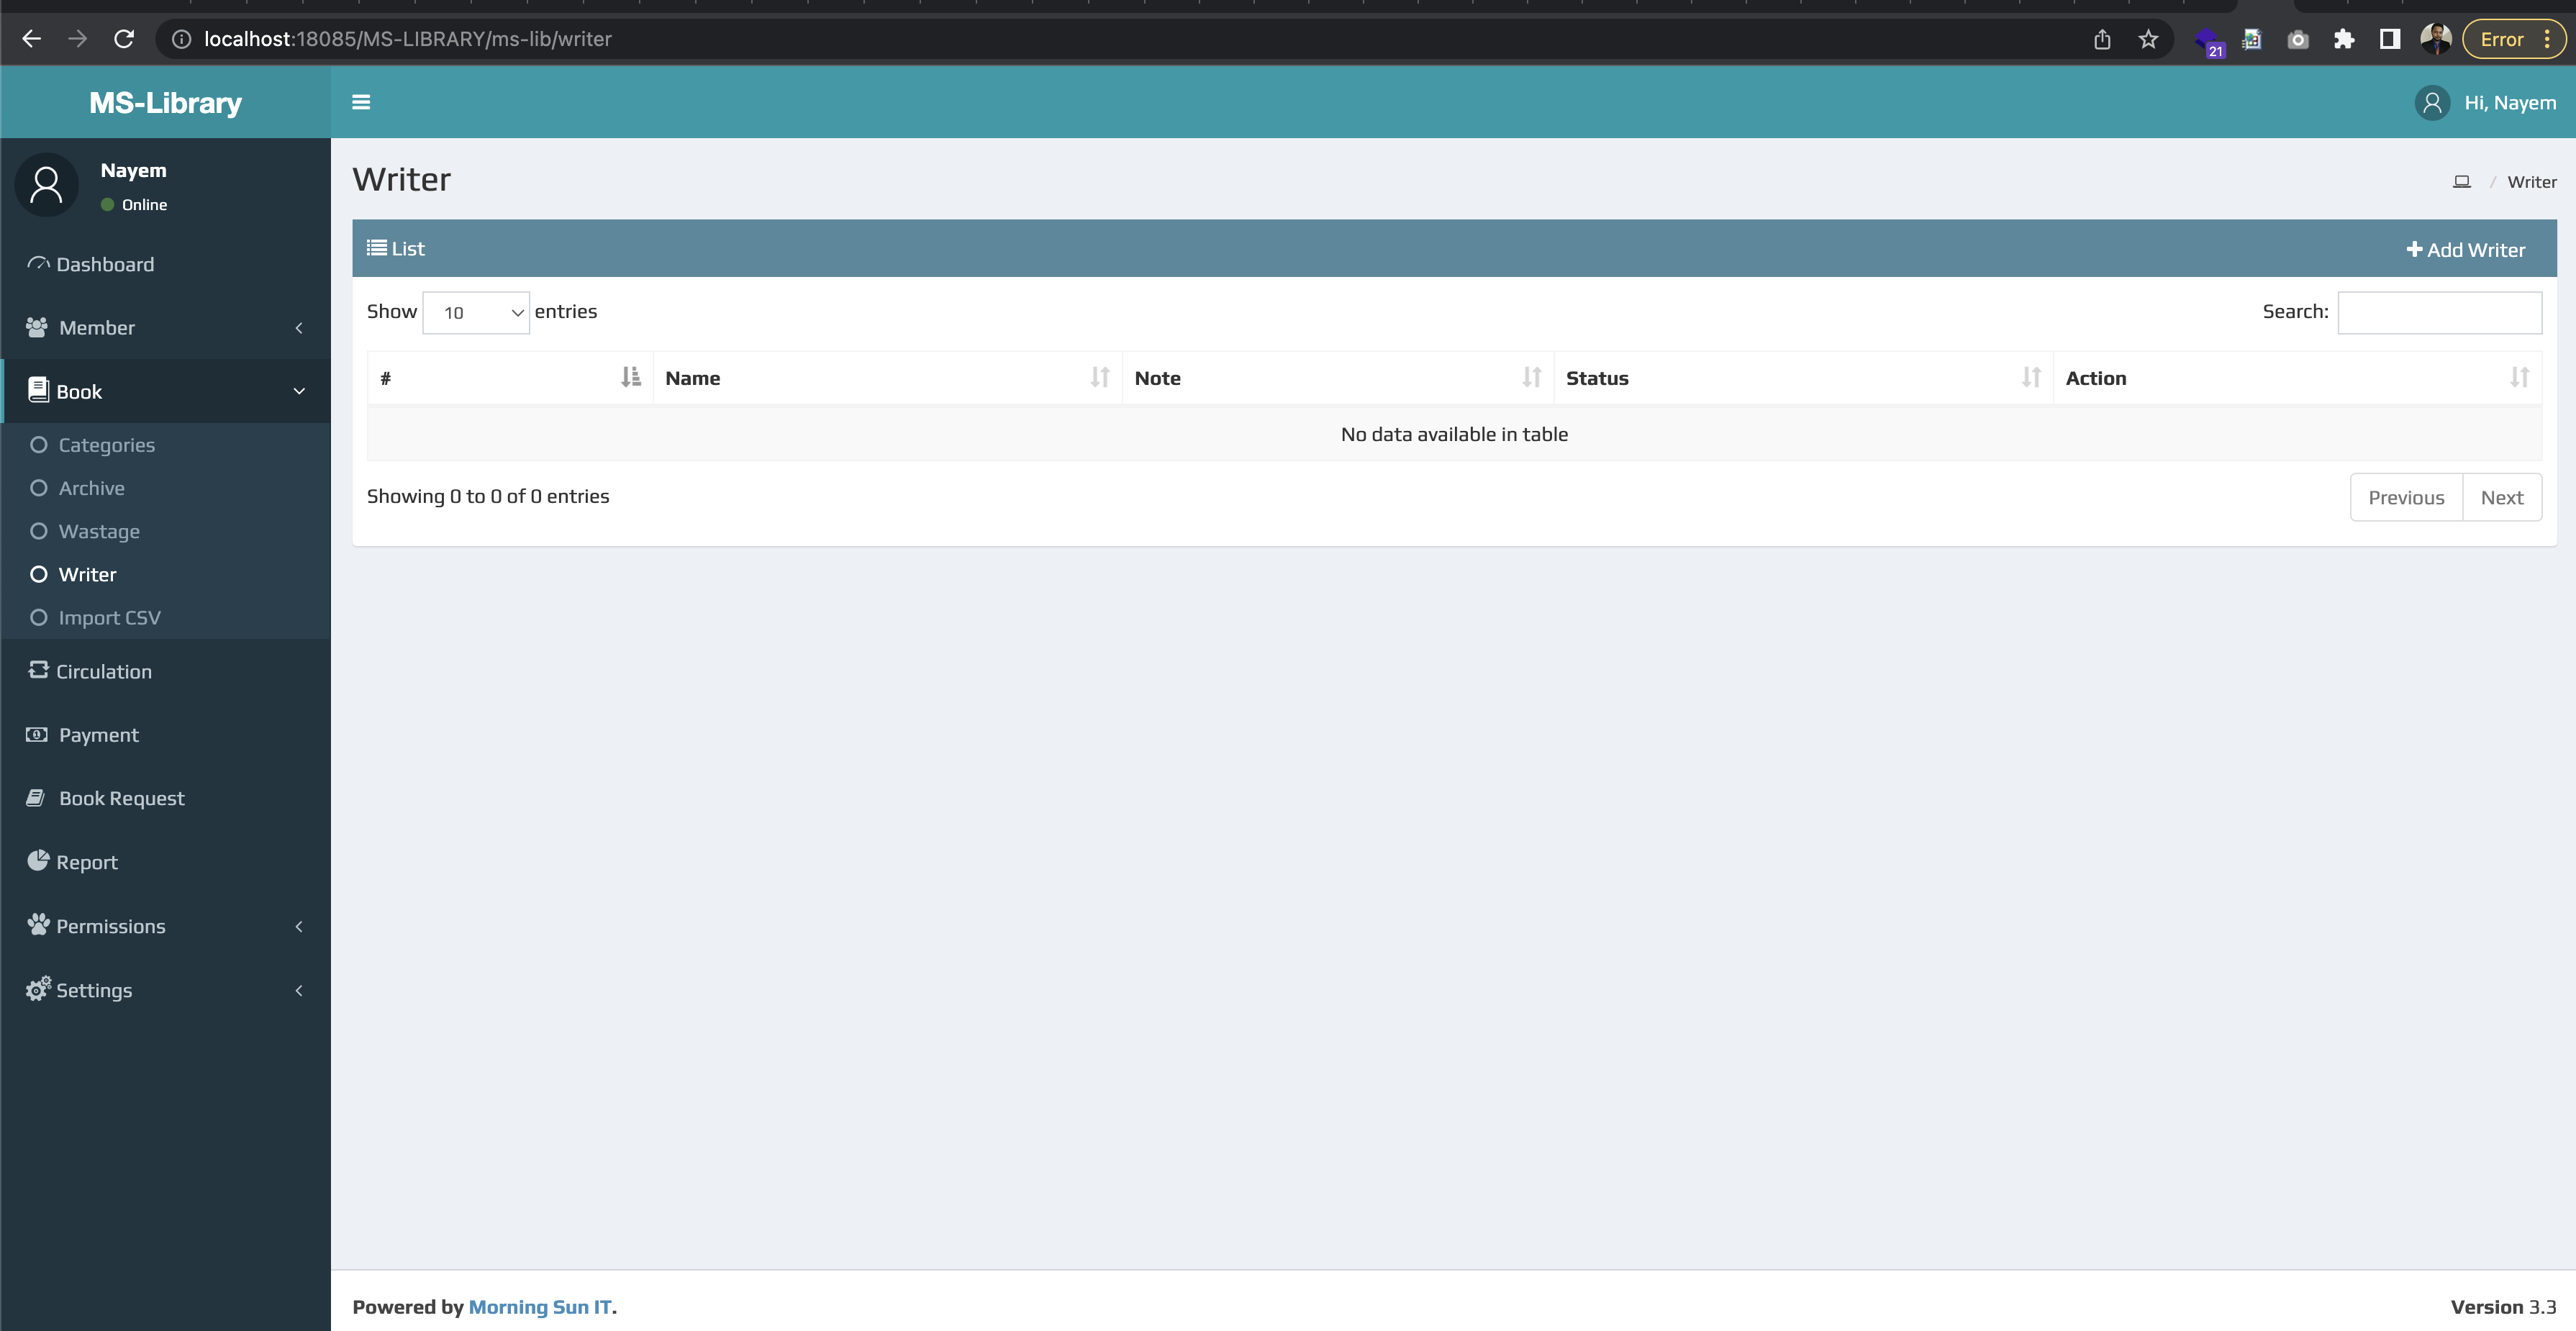 localhost:18085/MS-LIBRARY/ms-lib/writer
21
Error
MS-Library
Hi, Nayem
Nayem
Online
Dashboard
Member
Book
Categories
Archive
Wastage
Writer
Import CSV
Circulation
Payment
Book Request
Report
Permissions
Settings
Writer
/ Writer
List
+ Add Writer
Show 10 entries
Search:
# Name Note Status Action
No data available in table
Showing 0 to 0 of 0 entries
Previous Next
Powered by Morning Sun IT.
Version 3.3